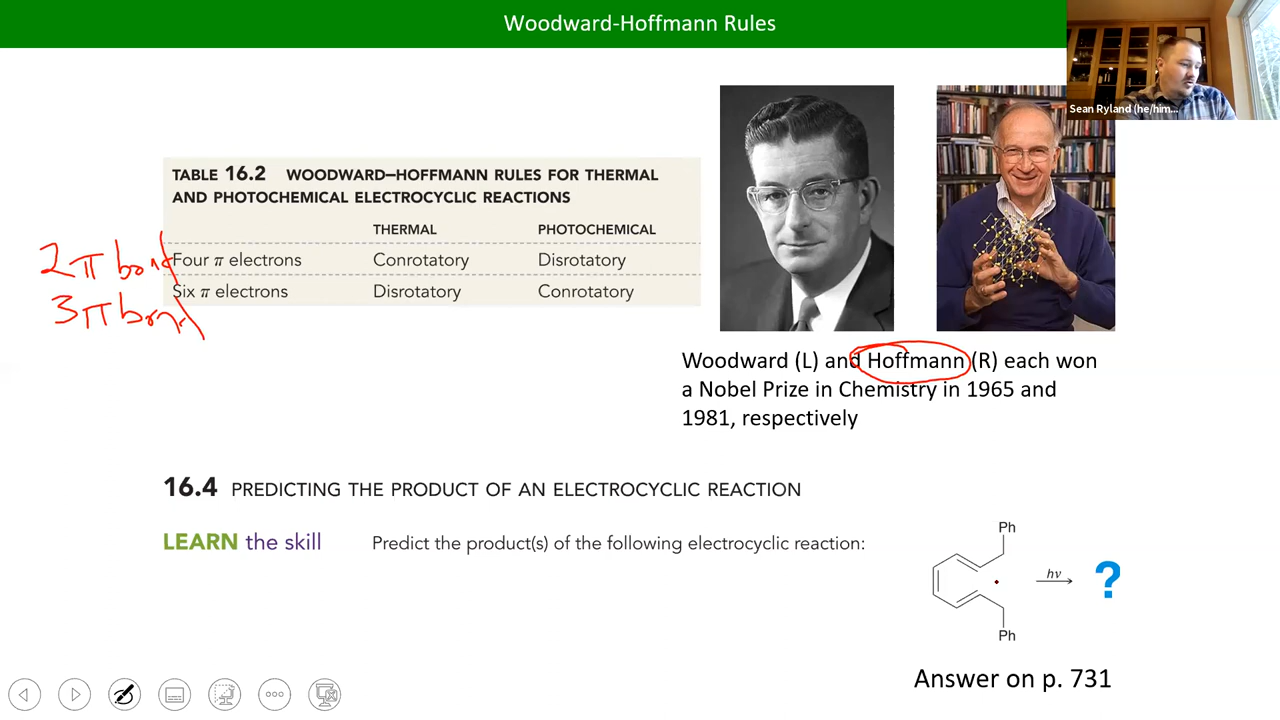 Woodward-Hoffmann Rules
Sean Ryland (he/him...
TABLE 16.2 WOODWARD–HOFFMANN RULES FOR THERMAL
AND PHOTOCHEMICAL ELECTROCYCLIC REACTIONS
THERMAL PHOTOCHEMICAL
2π bond Four π electrons Conrotatory Disrotatory
3π bond Six π electrons Disrotatory Conrotatory
Woodward (L) and Hoffmann (R) each won
a Nobel Prize in Chemistry in 1965 and
1981, respectively
16.4 PREDICTING THE PRODUCT OF AN ELECTROCYCLIC REACTION
LEARN the skill Predict the product(s) of the following electrocyclic reaction:
Ph
hν
?
Ph
Answer on p. 731